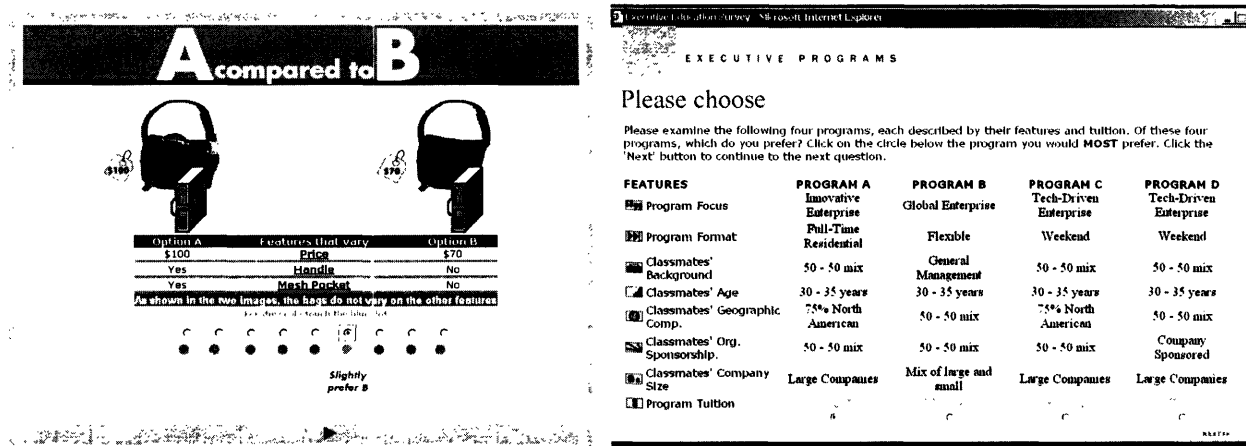 A compared to B
$100
$70
Option A Features that vary Option B
$100 Price $70
Yes Handle No
Yes Mesh Pocket No
As shown in the two images, the bags do not vary on the other features
Slightly
prefer B
Executive Education Survey - Microsoft Internet Explorer
EXECUTIVE PROGRAMS
Please choose
Please examine the following four programs, each described by their features and tuition. Of these four
programs, which do you prefer? Click on the circle below the program you would MOST prefer. Click the
'Next' button to continue to the next question.
FEATURES PROGRAM A PROGRAM B PROGRAM C PROGRAM D
Program Focus Innovative Enterprise Global Enterprise Tech-Driven Enterprise Tech-Driven Enterprise
Program Format Full-Time Residential Flexible Weekend Weekend
Classmates' Background 50 - 50 mix General Management 50 - 50 mix 50 - 50 mix
Classmates' Age 30 - 35 years 30 - 35 years 30 - 35 years 30 - 35 years
Classmates' Geographic Comp. 75% North American 50 - 50 mix 75% North American 50 - 50 mix
Classmates' Org. Sponsorship. 50 - 50 mix 50 - 50 mix 50 - 50 mix Company Sponsored
Classmates' Company Size Large Companies Mix of large and small Large Companies Large Companies
Program Tuition